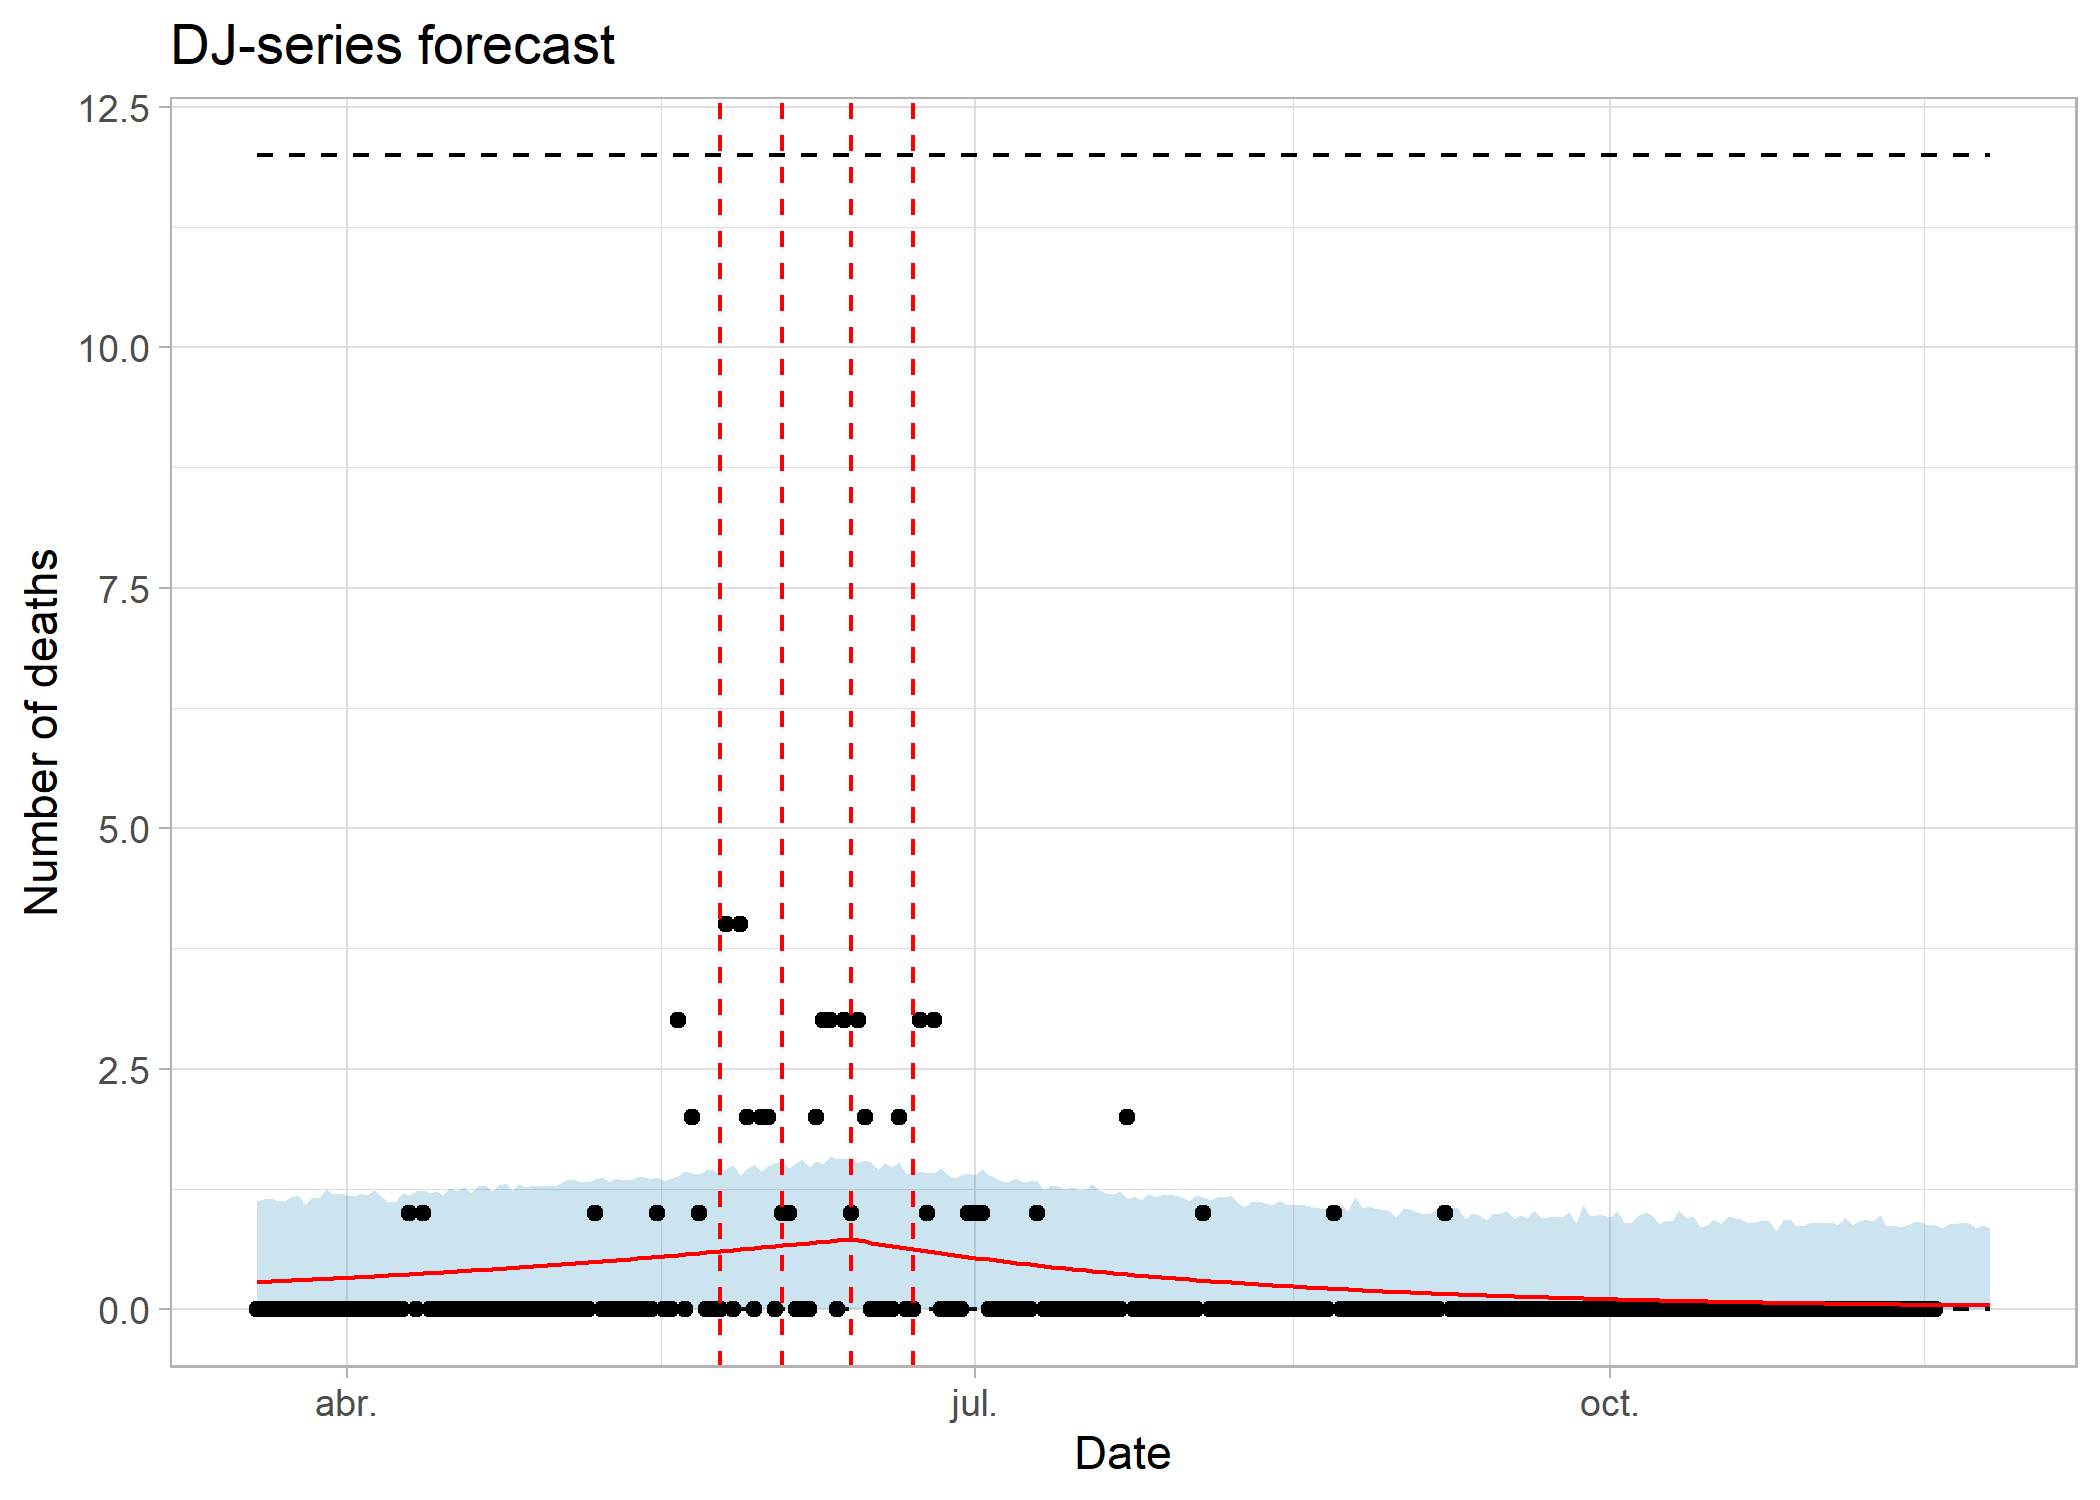 DJ-series forecast
12.5
10.0
7.5
5.0
2.5
0.0
Number of deaths
abr.
jul.
oct.
Date